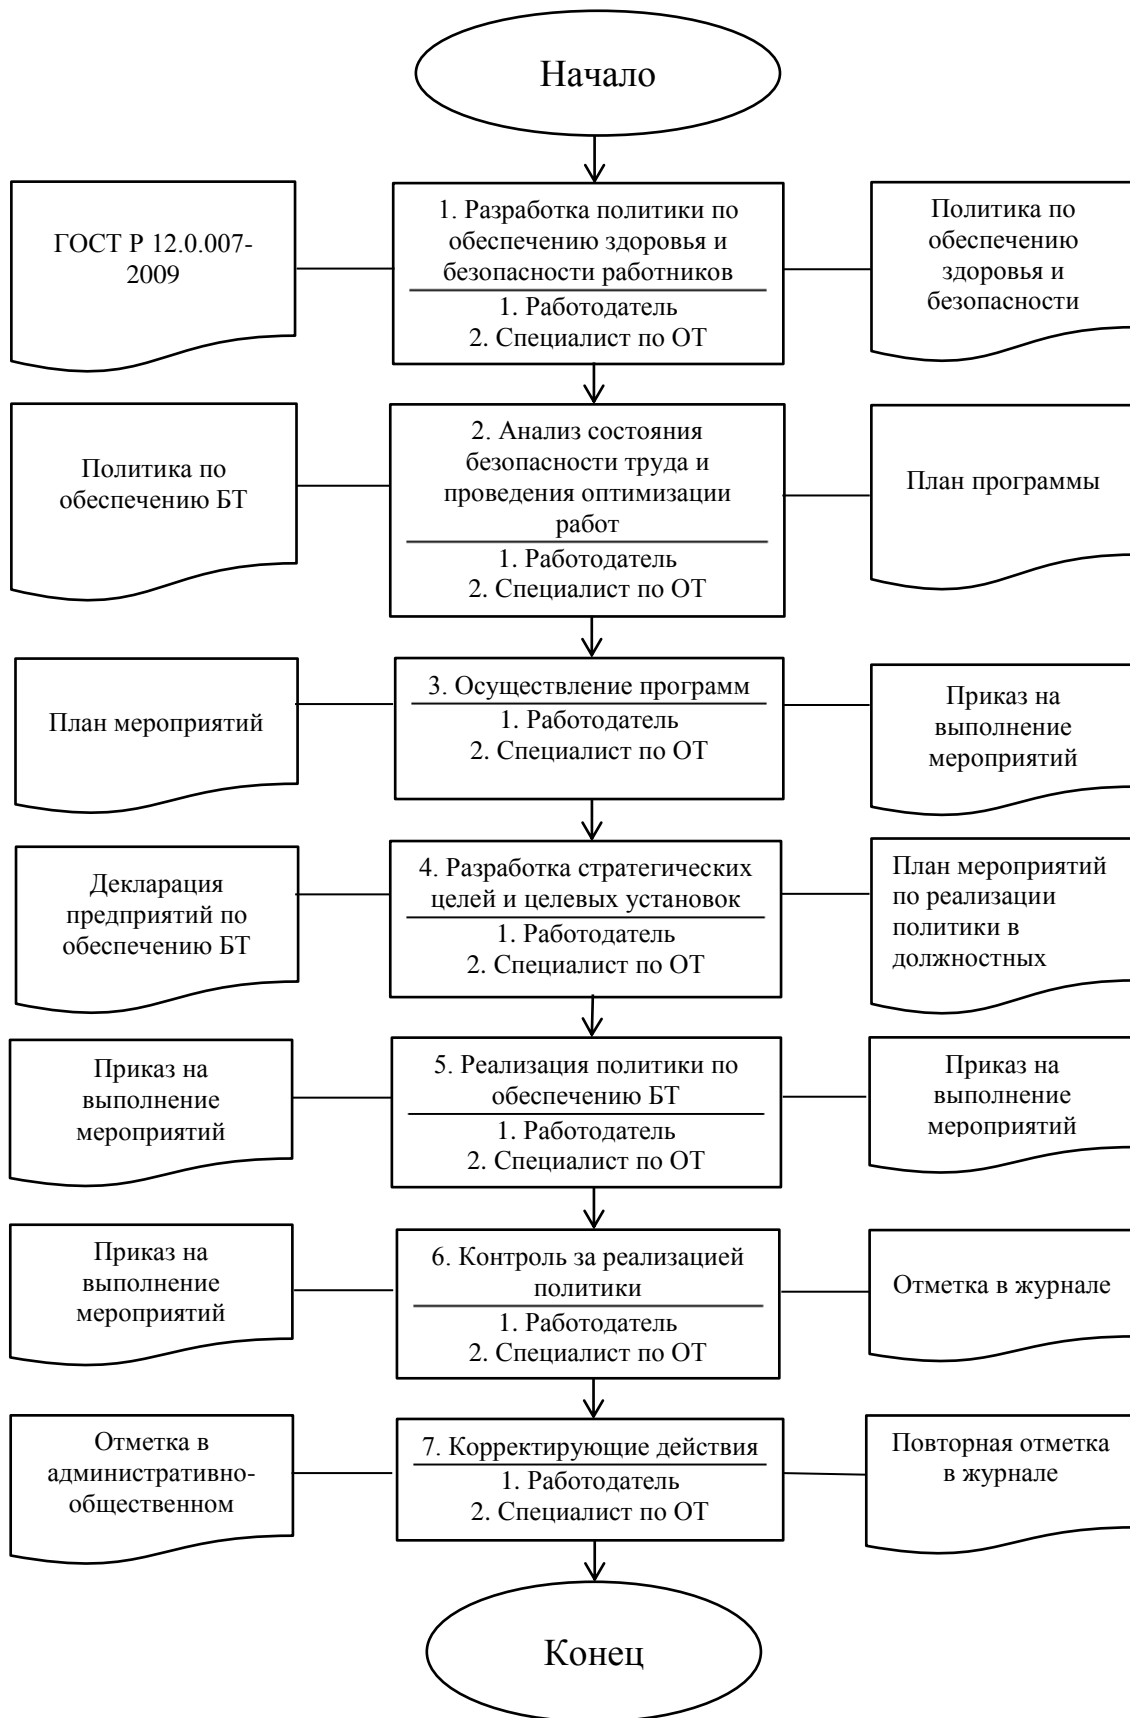 Начало
ГОСТ Р 12.0.007-
2009
1. Разработка политики по
обеспечению здоровья и
безопасности работников
1. Работодатель
2. Специалист по ОТ
Политика по
обеспечению
здоровья и
безопасности
Политика по
обеспечению БТ
2. Анализ состояния
безопасности труда и
проведения оптимизации
работ
1. Работодатель
2. Специалист по ОТ
План программы
План мероприятий
3. Осуществление программ
1. Работодатель
2. Специалист по ОТ
Приказ на
выполнение
мероприятий
Декларация
предприятий по
обеспечению БТ
4. Разработка стратегических
целей и целевых установок
1. Работодатель
2. Специалист по ОТ
План мероприятий
по реализации
политики в
должностных
Приказ на
выполнение
мероприятий
5. Реализация политики по
обеспечению БТ
1. Работодатель
2. Специалист по ОТ
Приказ на
выполнение
мероприятий
Приказ на
выполнение
мероприятий
6. Контроль за реализацией
политики
1. Работодатель
2. Специалист по ОТ
Отметка в журнале
Отметка в
административно-
общественном
7. Корректирующие действия
1. Работодатель
2. Специалист по ОТ
Повторная отметка
в журнале
Конец